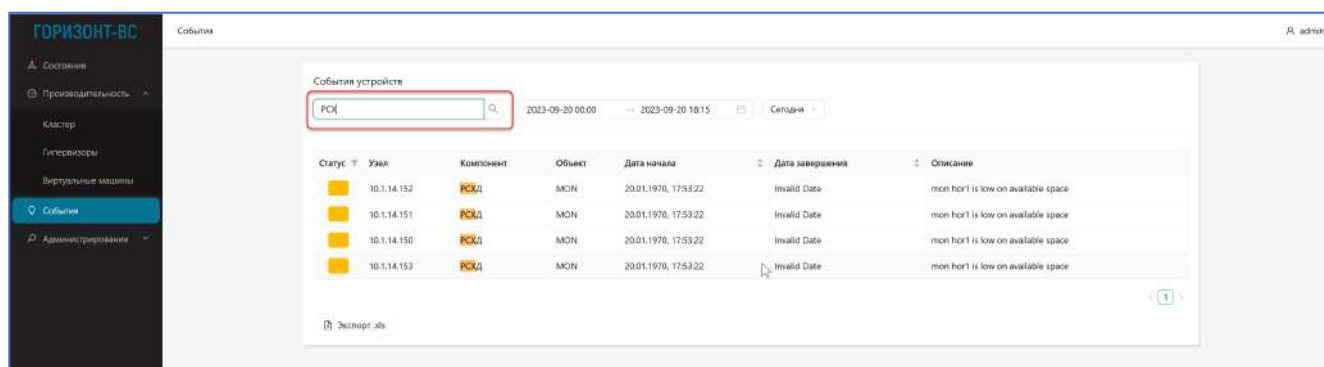 ГОРИЗОНТ-ВС
События
admin
Состояние
Производительность
Кластер
Гипервизоры
Виртуальные машины
События
Администрирование
События устройств
РСХ
2023-09-20 00:00 → 2023-09-20 18:15 Сегодня
Статус Узел Компонент Объект Дата начала Дата завершения Описание
10.1.14.152 РСХД MON 20.01.1970, 17:53:22 Invalid Date mon hor1 is low on available space
10.1.14.151 РСХД MON 20.01.1970, 17:53:22 Invalid Date mon hor1 is low on available space
10.1.14.150 РСХД MON 20.01.1970, 17:53:22 Invalid Date mon hor1 is low on available space
10.1.14.153 РСХД MON 20.01.1970, 17:53:22 Invalid Date mon hor1 is low on available space
1
Экспорт .xls